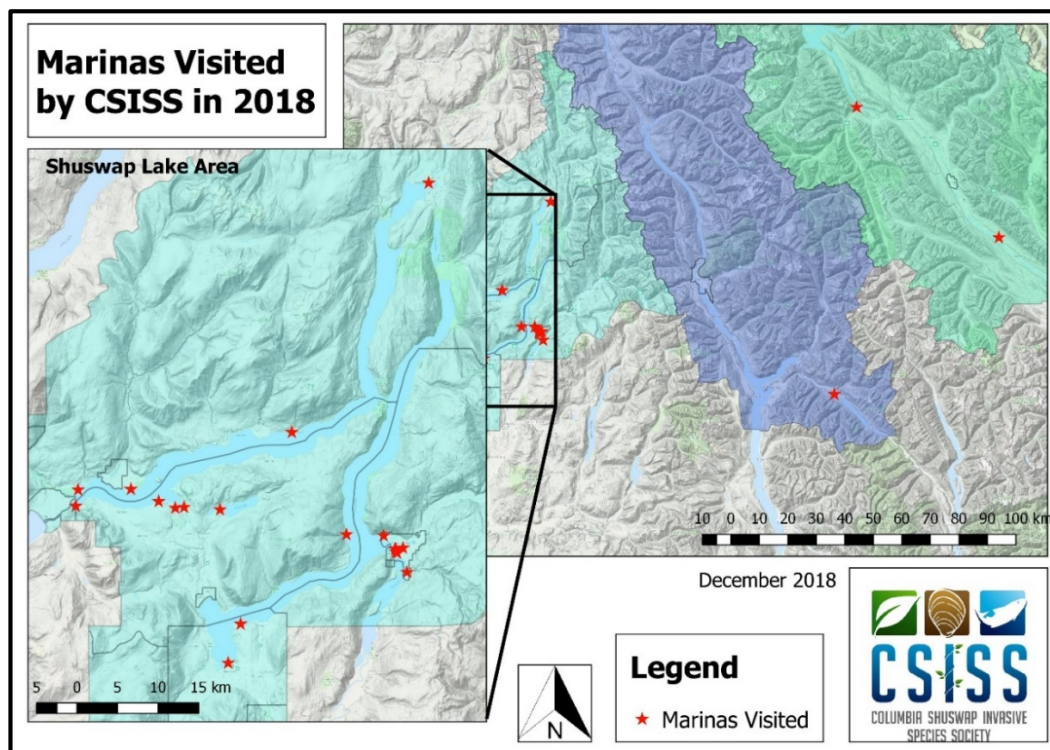 Marinas Visited
by CSISS in 2018
Shuswap Lake Area
10 0 10 20 30 40 50 60 70 80 90 100 km
5 0 5 10 15 km
December 2018
N
Legend
Marinas Visited
CSISS
COLUMBIA SHUSWAP INVASIVE
SPECIES SOCIETY